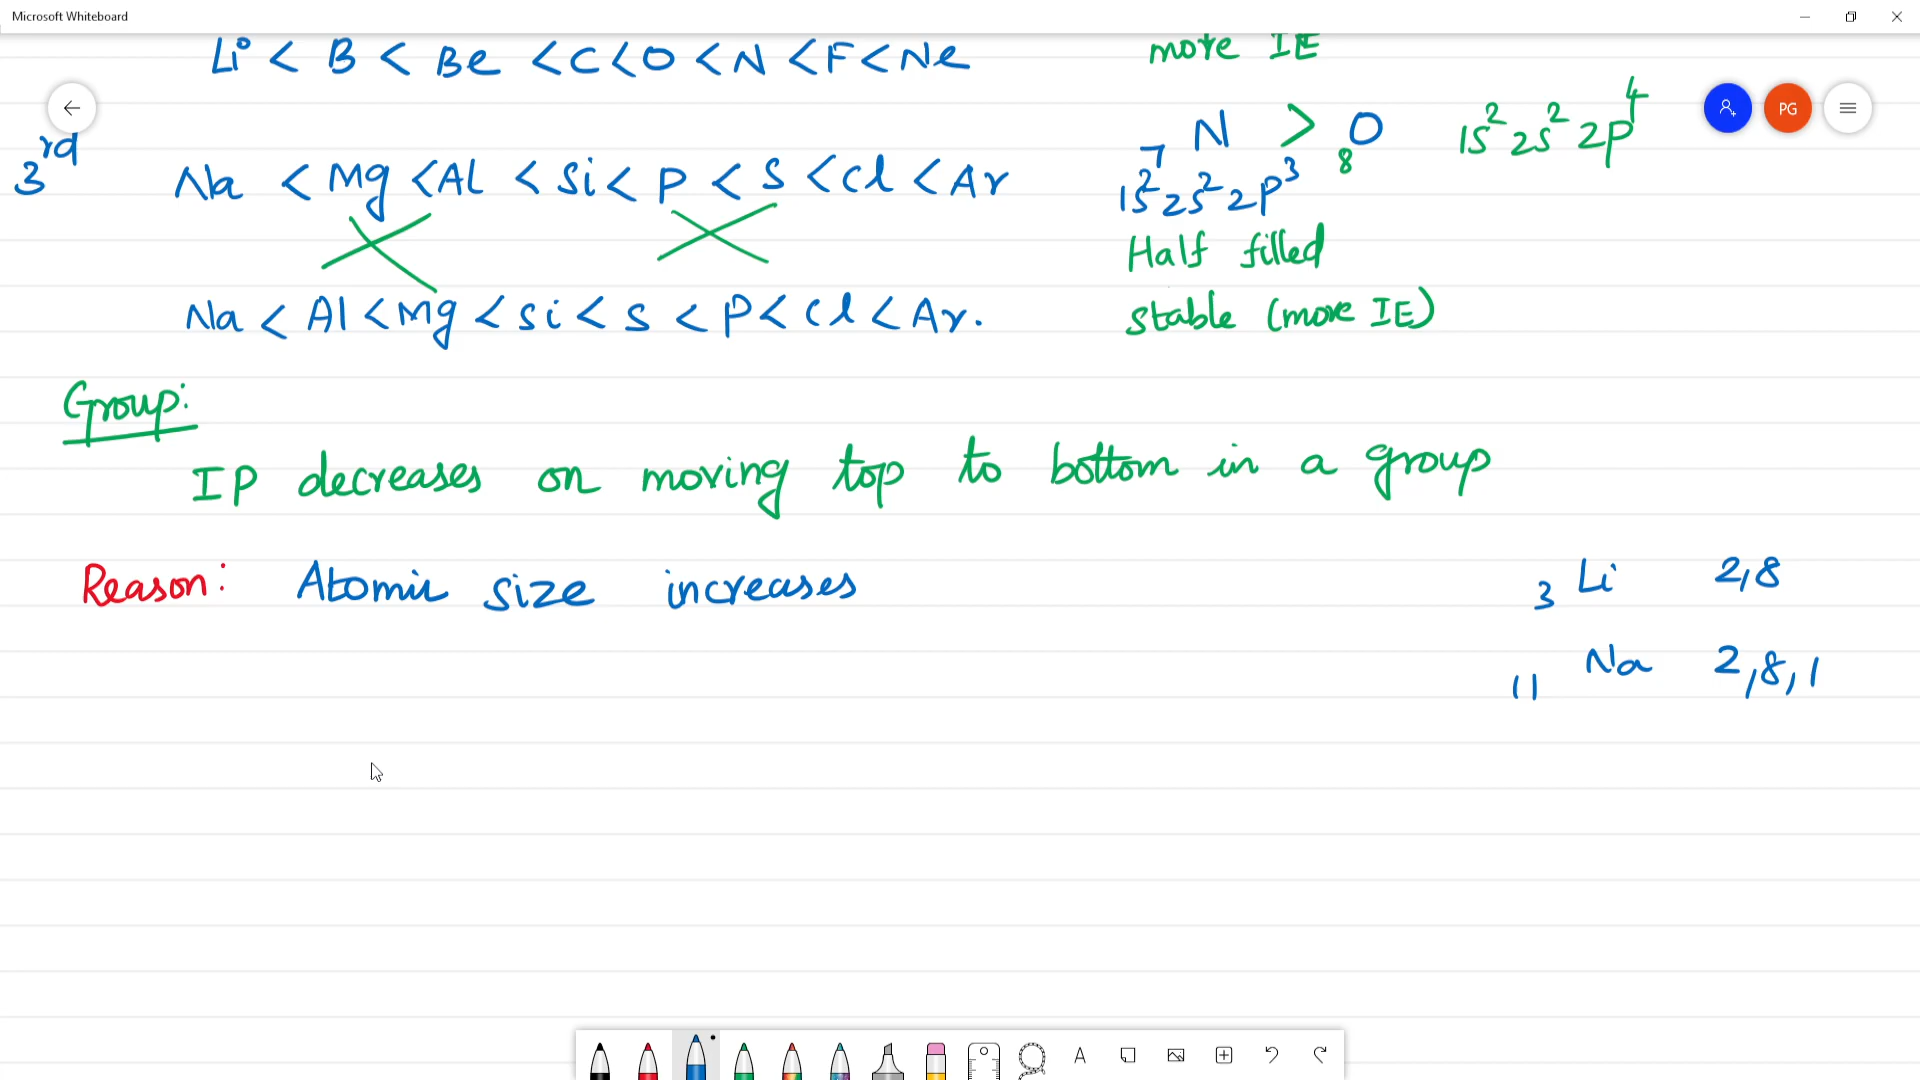 Microsoft Whiteboard
Li < B < Be < C < O < N < F < Ne
more IE
3rd
Na < Mg < Al < Si < P < S < Cl < Ar
7 N > 8 O 1s² 2s² 2p⁴
1s² 2s² 2p³
Half filled
stable (more IE)
Na < Al < Mg < Si < S < P < Cl < Ar.
Group:
IP decreases on moving top to bottom in a group
Reason: Atomic size increases
3 Li 2,8
11 Na 2,8,1
PG
A